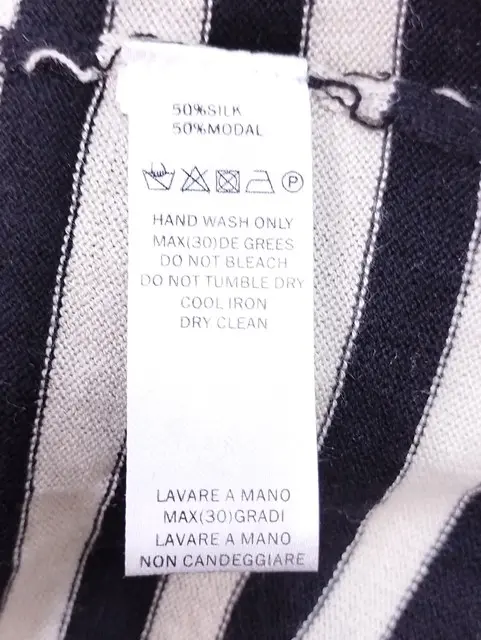 50%SILK
50%MODAL
P
HAND WASH ONLY
MAX(30)DE GREES
DO NOT BLEACH
DO NOT TUMBLE DRY
COOL IRON
DRY CLEAN
LAVARE A MANO
MAX(30)GRADI
LAVARE A MANO
NON CANDEGGIARE